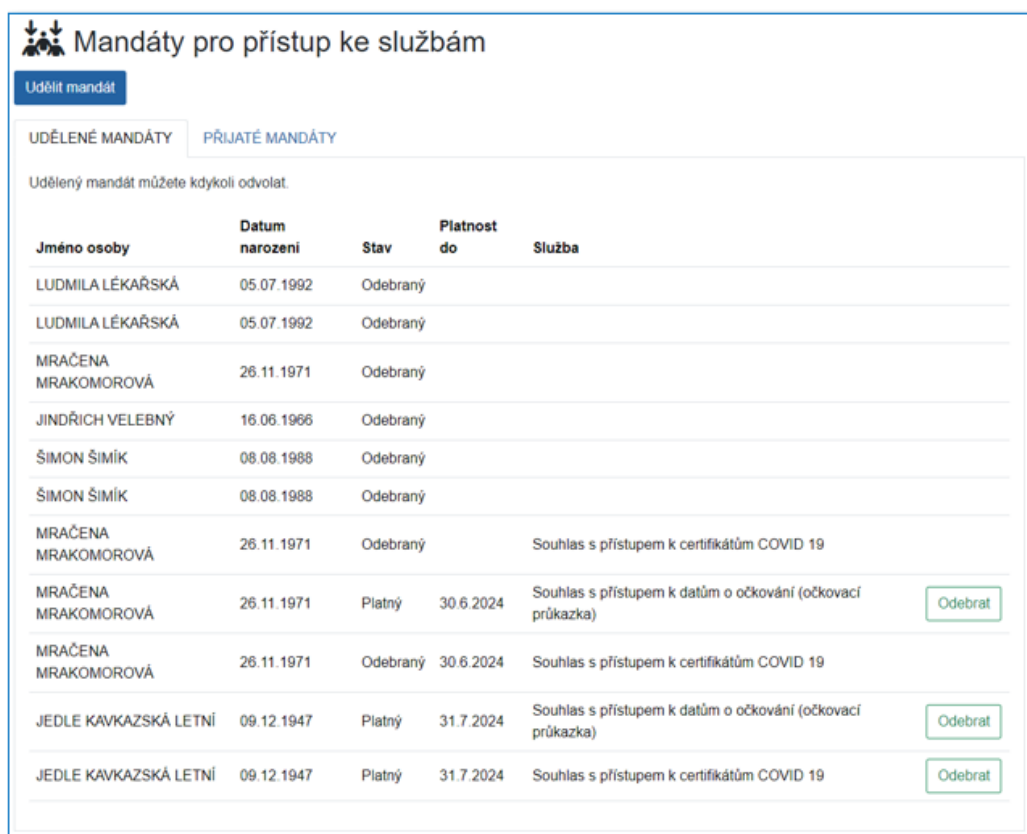 Mandáty pro přístup ke službám
Udělit mandát
UDĚLENÉ MANDÁTY PŘIJATÉ MANDÁTY
Udělený mandát můžete kdykoli odvolat.
Jméno osoby Datum narození Stav Platnost do Služba
LUDMILA LÉKAŘSKÁ 05.07.1992 Odebraný
LUDMILA LÉKAŘSKÁ 05.07.1992 Odebraný
MRAČENA MRAKOMOROVÁ 26.11.1971 Odebraný
JINDŘICH VELEBNÝ 16.06.1966 Odebraný
ŠIMON ŠIMÍK 08.08.1988 Odebraný
ŠIMON ŠIMÍK 08.08.1988 Odebraný
MRAČENA MRAKOMOROVÁ 26.11.1971 Odebraný Souhlas s přístupem k certifikátům COVID 19
MRAČENA MRAKOMOROVÁ 26.11.1971 Platný 30.6.2024 Souhlas s přístupem k datům o očkování (očkovací průkazka) Odebrat
MRAČENA MRAKOMOROVÁ 26.11.1971 Odebraný 30.6.2024 Souhlas s přístupem k certifikátům COVID 19
JEDLE KAVKAZSKÁ LETNÍ 09.12.1947 Platný 31.7.2024 Souhlas s přístupem k datům o očkování (očkovací průkazka) Odebrat
JEDLE KAVKAZSKÁ LETNÍ 09.12.1947 Platný 31.7.2024 Souhlas s přístupem k certifikátům COVID 19 Odebrat